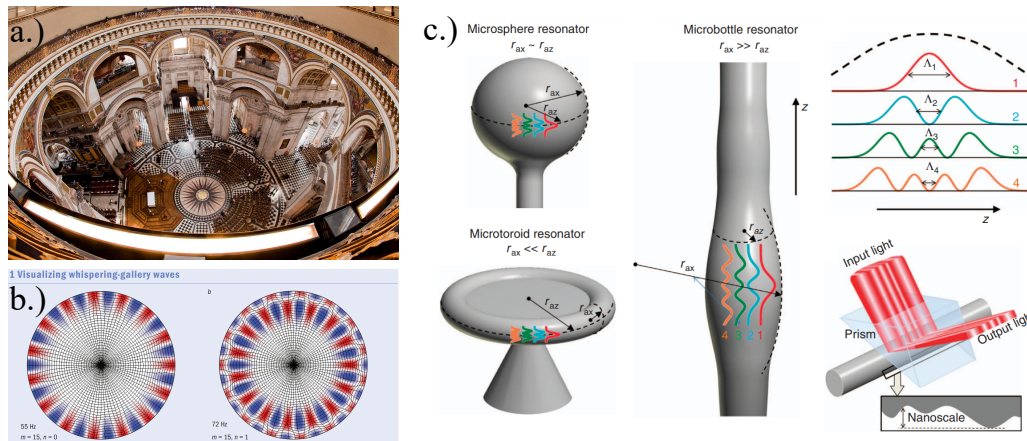 a.)
1 Visualizing whispering-gallery waves
b.)
D
55 Hz
m = 15, n = 0
72 Hz
m = 15, n = 1
c.)
Microsphere resonator
r_ax ~ r_az
r_ax
r_az
Microtoroid resonator
r_ax << r_az
r_ax
r_az
Microbottle resonator
r_ax >> r_az
r_az
r_ax
4 3 2 1
z
Λ1
1
Λ2
2
Λ3
3
Λ4
4
z
Input light
Prism
Output light
Nanoscale